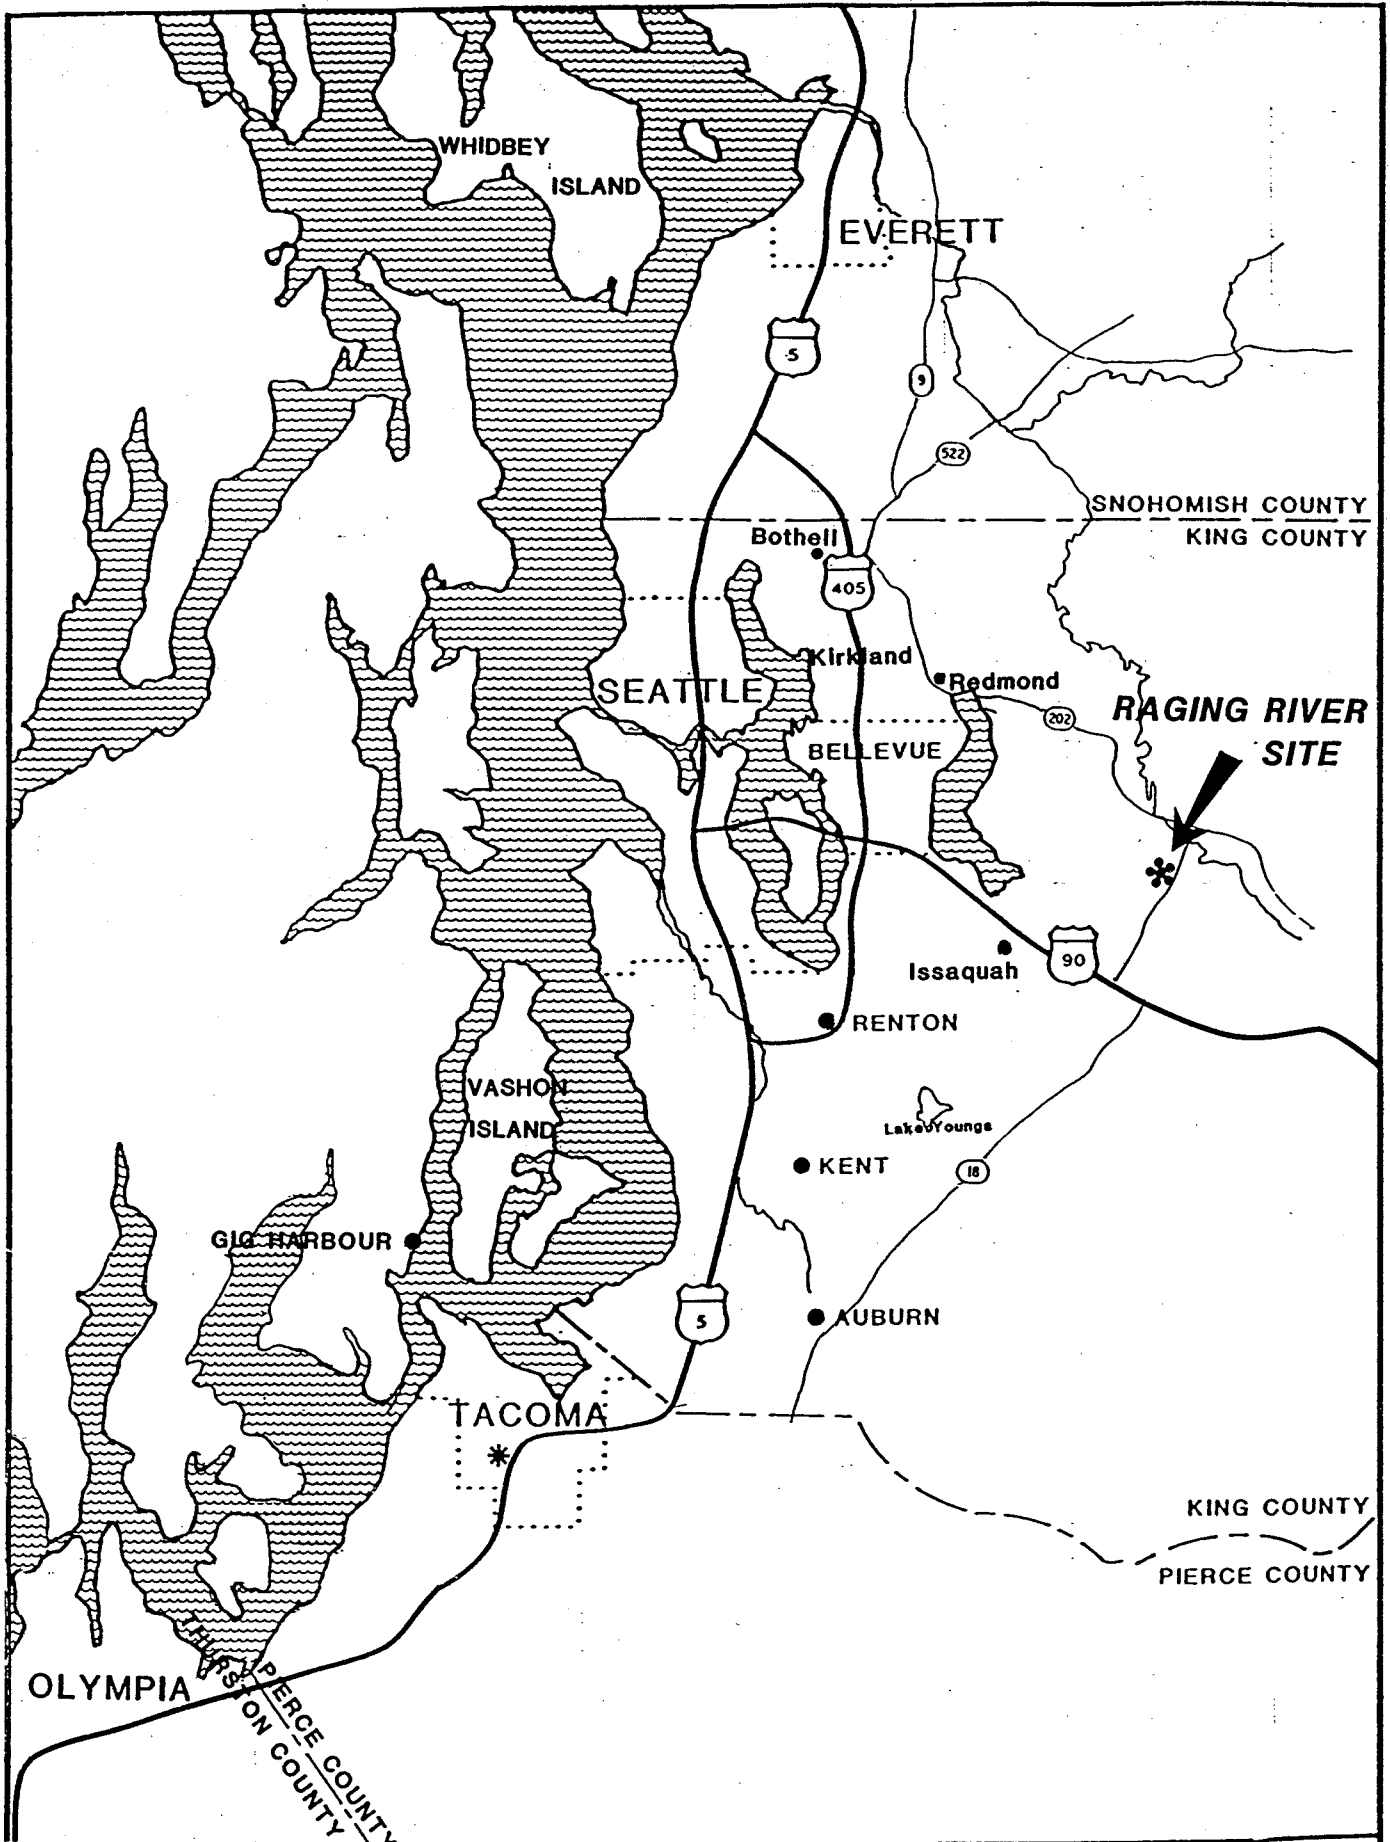 WHIDBEY
ISLAND
EVERETT
5
9
522
SNOHOMISH COUNTY
KING COUNTY
Bothell
405
Kirkland
SEATTLE
Redmond
202
RAGING RIVER
SITE
BELLEVUE
Issaquah
90
RENTON
VASHON
ISLAND
Lake Youngs
KENT
18
GIG HARBOUR
5
AUBURN
TACOMA
KING COUNTY
PIERCE COUNTY
OLYMPIA
THURSTON COUNTY
PIERCE COUNTY